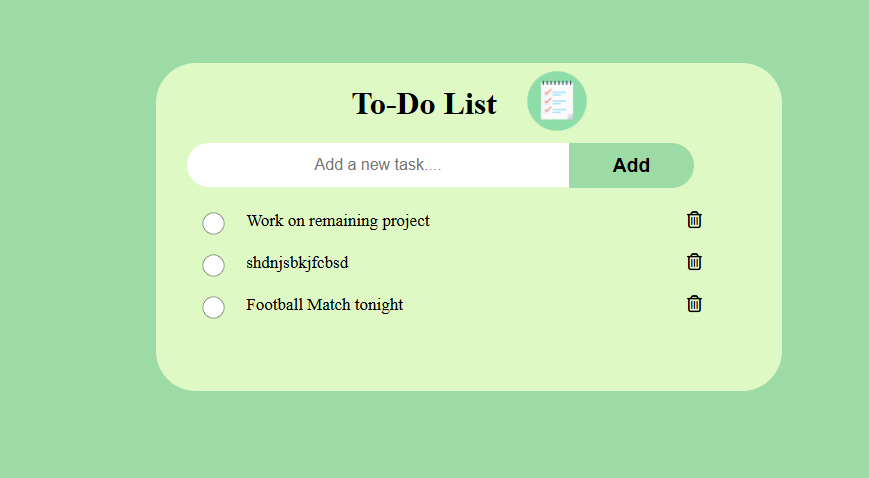 To-Do List
Add a new task....
Add
Work on remaining project
shdnjsbkjfcbsd
Football Match tonight